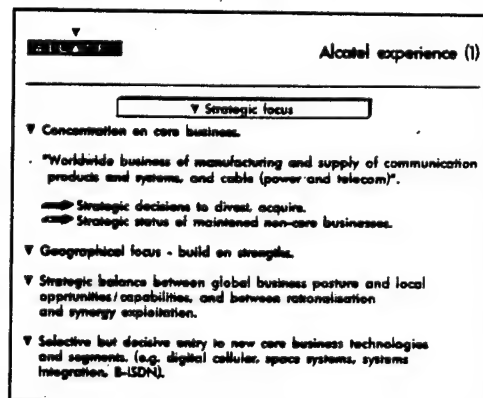 ALCATEL
Alcatel experience (1)
▼ Strategic focus
▼ Concentration on core business.
"Worldwide business of manufacturing and supply of communication
products and systems, and cable (power and telecom)".
Strategic decisions to divest, acquire.
Strategic status of maintained non-core businesses.
▼ Geographical focus - build on strengths.
▼ Strategic balance between global business posture and local
opprtunities/capabilities, and between rationalisation
and synergy exploitation.
▼ Selective but decisive entry to new core business technologies
and segments. (e.g. digital cellular, space systems, systems
Integration, B-ISDN).